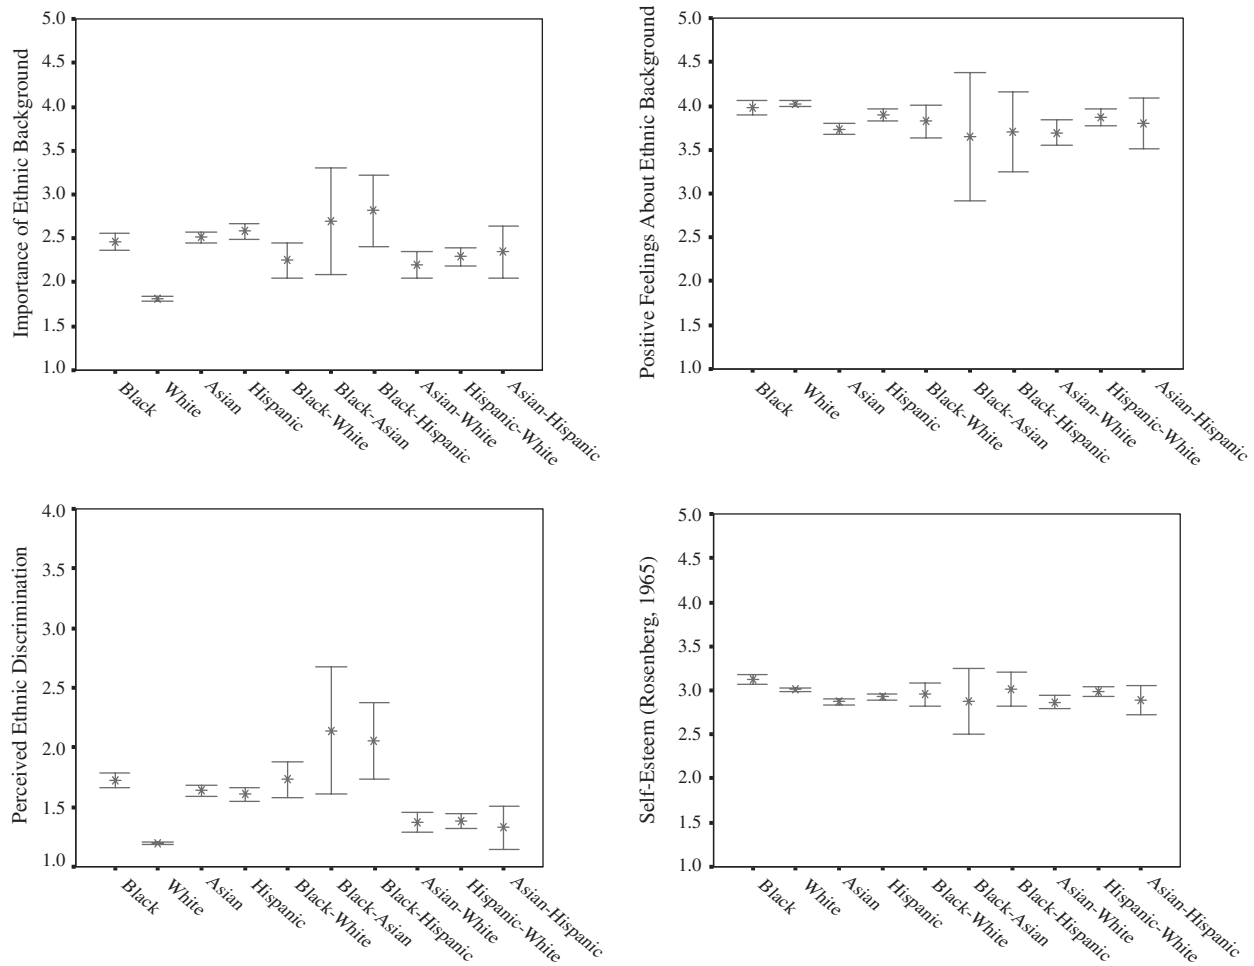 Importance of Ethnic Background
5.0
4.5
4.0
3.5
3.0
2.5
2.0
1.5
1.0
Black
White
Asian
Hispanic
Black-White
Black-Asian
Black-Hispanic
Asian-White
Hispanic-White
Asian-Hispanic
Positive Feelings About Ethnic Background
5.0
4.5
4.0
3.5
3.0
2.5
2.0
1.5
1.0
Black
White
Asian
Hispanic
Black-White
Black-Asian
Black-Hispanic
Asian-White
Hispanic-White
Asian-Hispanic
Perceived Ethnic Discrimination
4.0
3.5
3.0
2.5
2.0
1.5
1.0
Black
White
Asian
Hispanic
Black-White
Black-Asian
Black-Hispanic
Asian-White
Hispanic-White
Asian-Hispanic
Self-Esteem (Rosenberg, 1965)
5.0
4.5
4.0
3.5
3.0
2.5
2.0
1.5
1.0
Black
White
Asian
Hispanic
Black-White
Black-Asian
Black-Hispanic
Asian-White
Hispanic-White
Asian-Hispanic